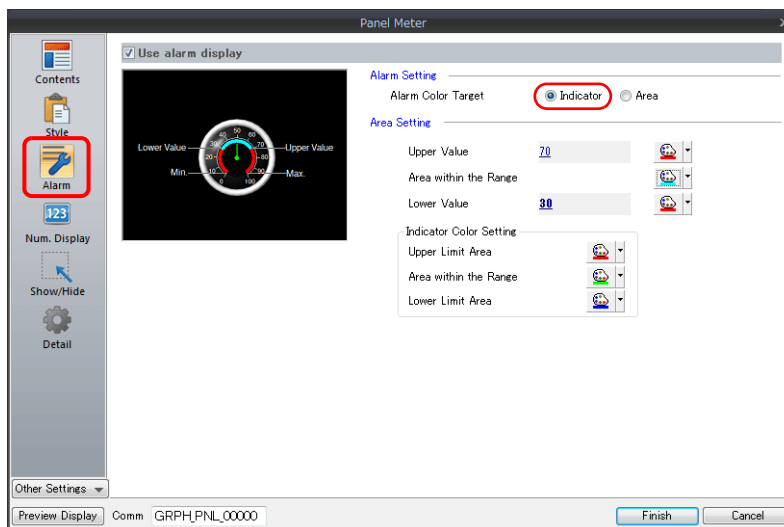 Panel Meter
Contents
Style
Alarm
123
Num. Display
Show/Hide
Detail
Other Settings
Use alarm display
Lower Value
Upper Value
Min.
Max.
0 10 20 30 40 50 60 70 80 90 100
Alarm Setting
Alarm Color Target Indicator Area
Area Setting
Upper Value 70
Area within the Range
Lower Value 30
Indicator Color Setting
Upper Limit Area
Area within the Range
Lower Limit Area
Preview Display Comm GRPH_PNL_00000 Finish Cancel